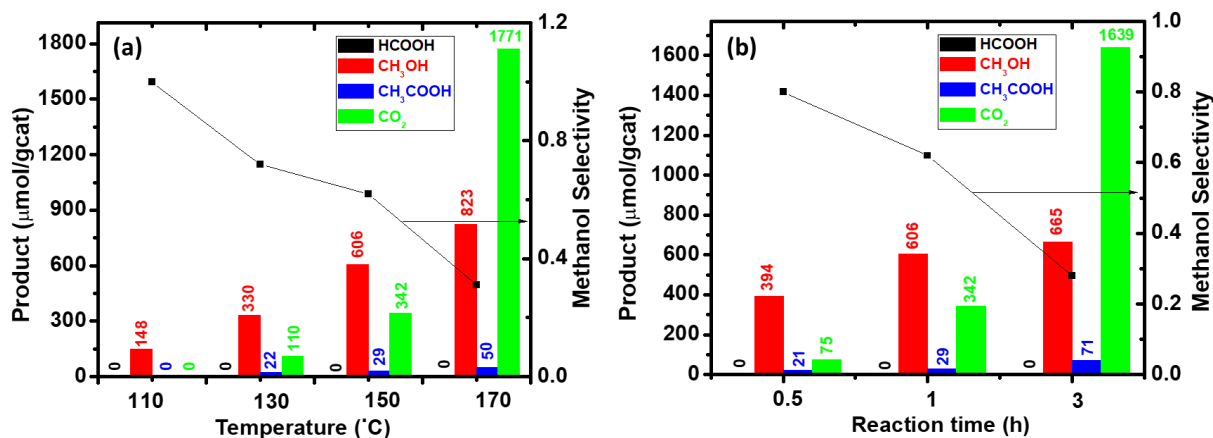 (a)
HCOOH
CH₃OH
CH₃COOH
CO₂
Product (μmol/gcat)
1800
1500
1200
900
600
300
0
0 148 0 0
0 330 22 110
0 606 29 342
0 823 50 1771
110 130 150 170
Temperature (˚C)
1.2
0.8
0.4
0.0
Methanol Selectivity
(b)
HCOOH
CH₃OH
CH₃COOH
CO₂
Product (μmol/gcat)
1600
1400
1200
1000
800
600
400
200
0
0 394 21 75
0 606 29 342
0 665 71 1639
0.5 1 3
Reaction time (h)
1.0
0.8
0.6
0.4
0.2
0.0
Methanol Selectivity